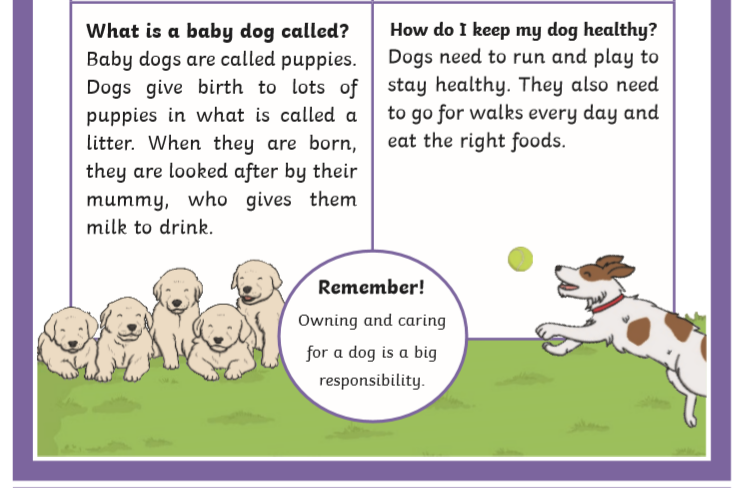 What is a baby dog called?
Baby dogs are called puppies.
Dogs give birth to lots of
puppies in what is called a
litter. When they are born,
they are looked after by their
mummy, who gives them
milk to drink.
How do I keep my dog healthy?
Dogs need to run and play to
stay healthy. They also need
to go for walks every day and
eat the right foods.
Remember!
Owning and caring
for a dog is a big
responsibility.